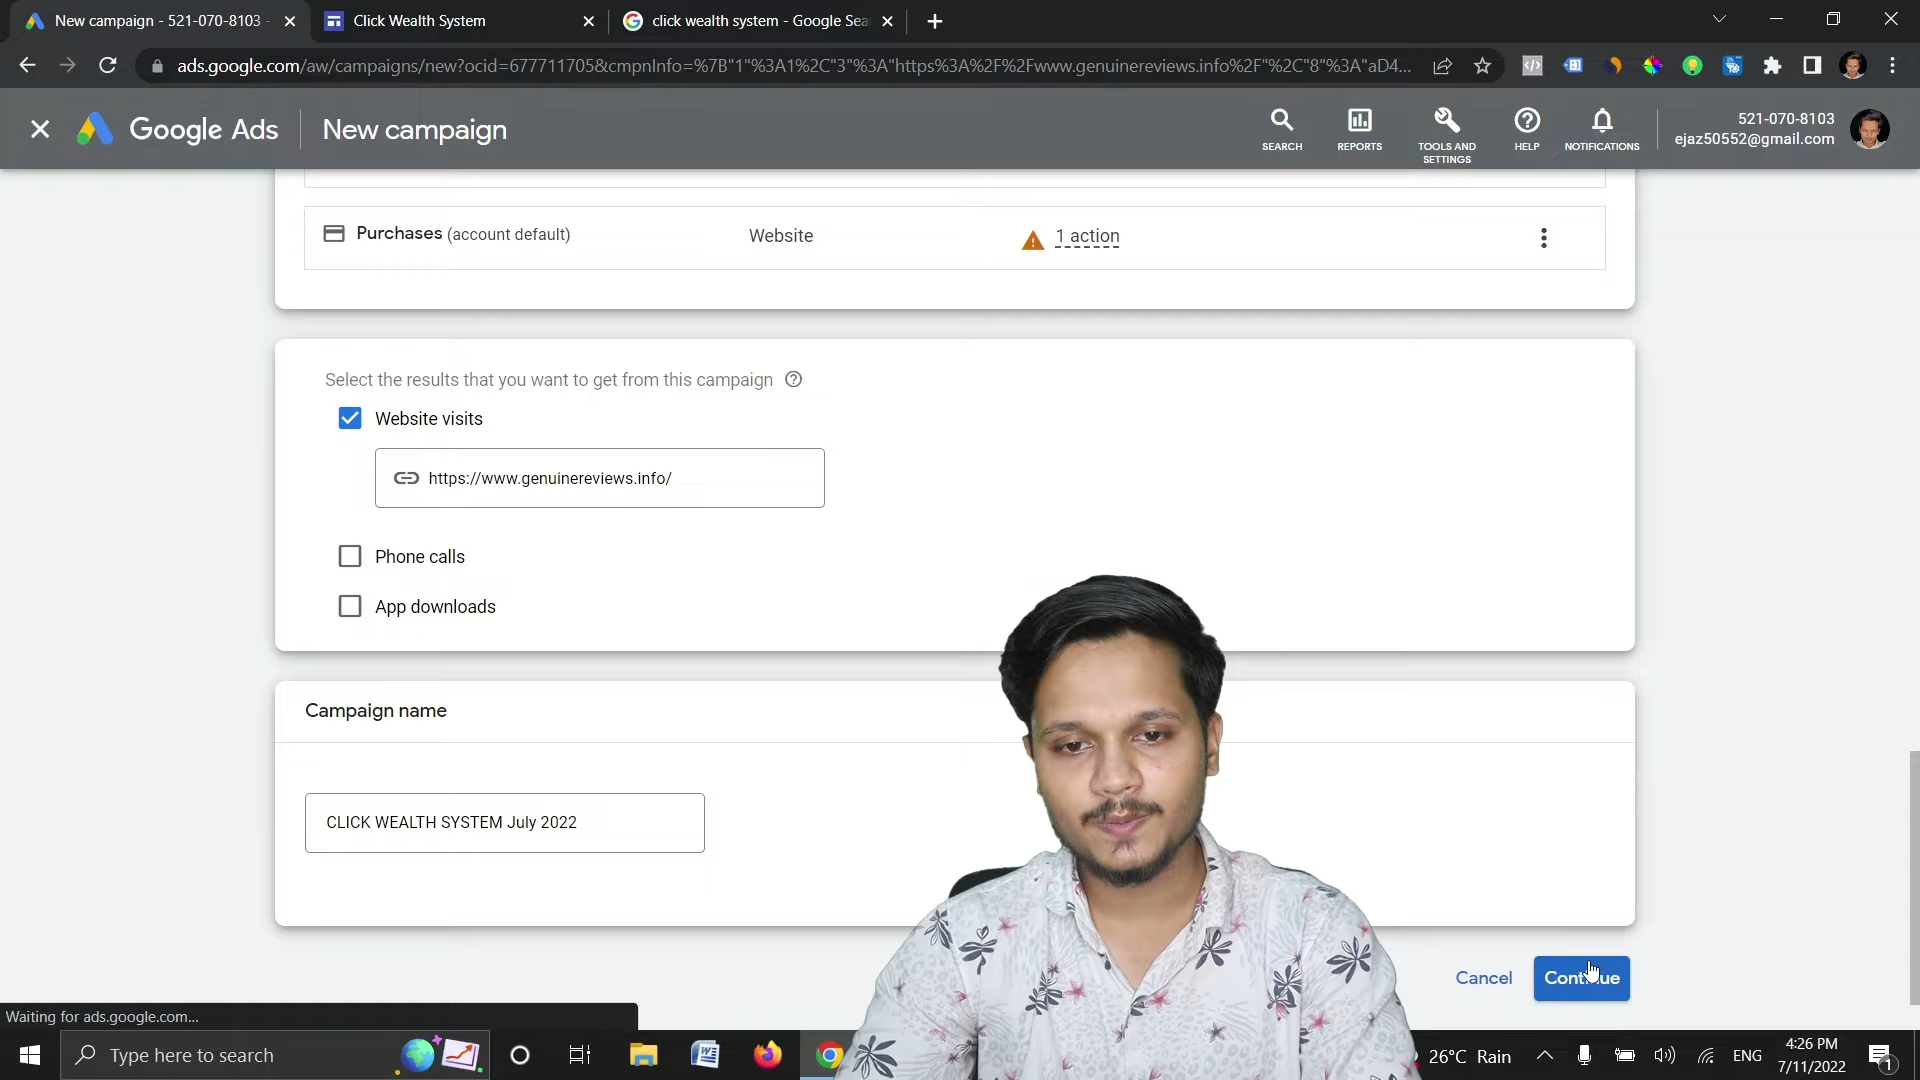 New campaign - 521-070-8103 -
Click Wealth System
click wealth system - Google Sea
ads.google.com/aw/campaigns/new?ocid=677711705&cmpnInfo=%7B"1"%3A1%2C"3"%3A"https%3A%2F%2Fwww.genuinereviews.info%2F"%2C"8"%3A"aD4...
Google Ads
New campaign
SEARCH
REPORTS
TOOLS AND
SETTINGS
HELP
NOTIFICATIONS
521-070-8103
ejaz50552@gmail.com
Purchases (account default)
Website
1 action
Select the results that you want to get from this campaign
Website visits
https://www.genuinereviews.info/
Phone calls
App downloads
Campaign name
CLICK WEALTH SYSTEM July 2022
Cancel
Continue
Waiting for ads.google.com...
Type here to search
26°C Rain
ENG
4:26 PM
7/11/2022
1